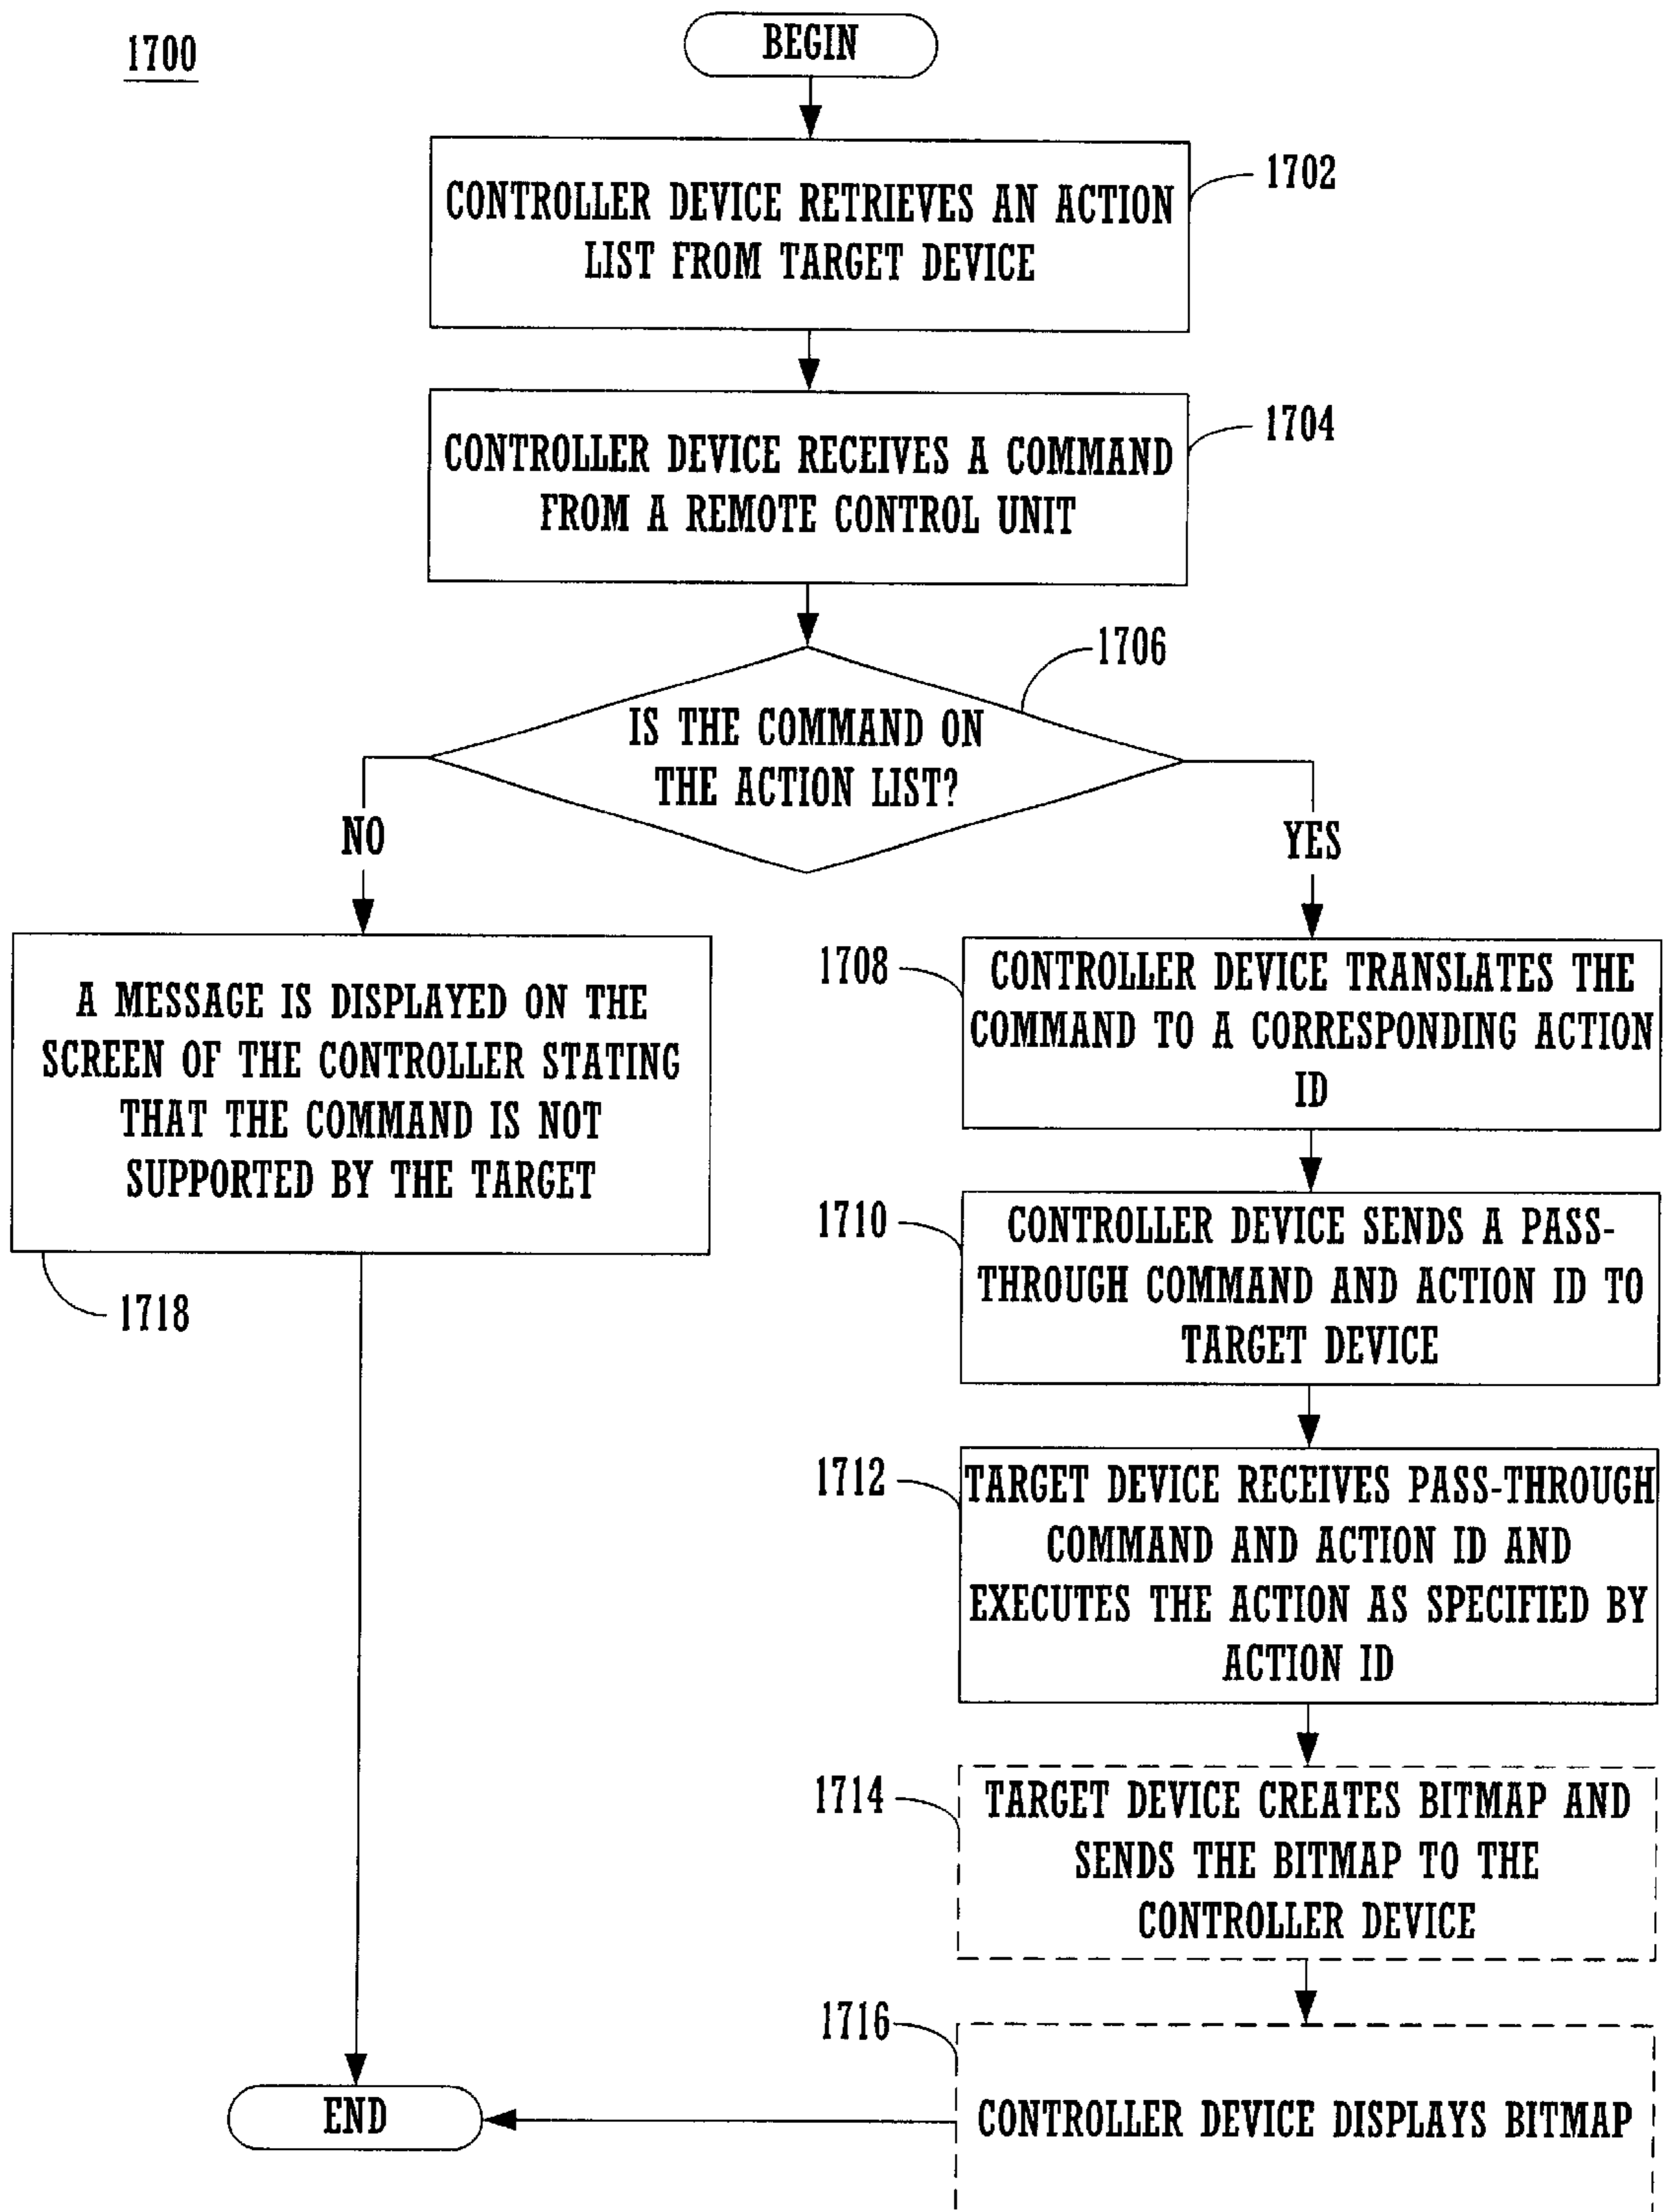 1700
BEGIN
CONTROLLER DEVICE RETRIEVES AN ACTION
LIST FROM TARGET DEVICE
1702
CONTROLLER DEVICE RECEIVES A COMMAND
FROM A REMOTE CONTROL UNIT
1704
IS THE COMMAND ON
THE ACTION LIST?
1706
NO
YES
A MESSAGE IS DISPLAYED ON THE
SCREEN OF THE CONTROLLER STATING
THAT THE COMMAND IS NOT
SUPPORTED BY THE TARGET
1718
1708
CONTROLLER DEVICE TRANSLATES THE
COMMAND TO A CORRESPONDING ACTION
ID
1710
CONTROLLER DEVICE SENDS A PASS-
THROUGH COMMAND AND ACTION ID TO
TARGET DEVICE
1712
TARGET DEVICE RECEIVES PASS-THROUGH
COMMAND AND ACTION ID AND
EXECUTES THE ACTION AS SPECIFIED BY
ACTION ID
1714
TARGET DEVICE CREATES BITMAP AND
SENDS THE BITMAP TO THE
CONTROLLER DEVICE
1716
CONTROLLER DEVICE DISPLAYS BITMAP
END